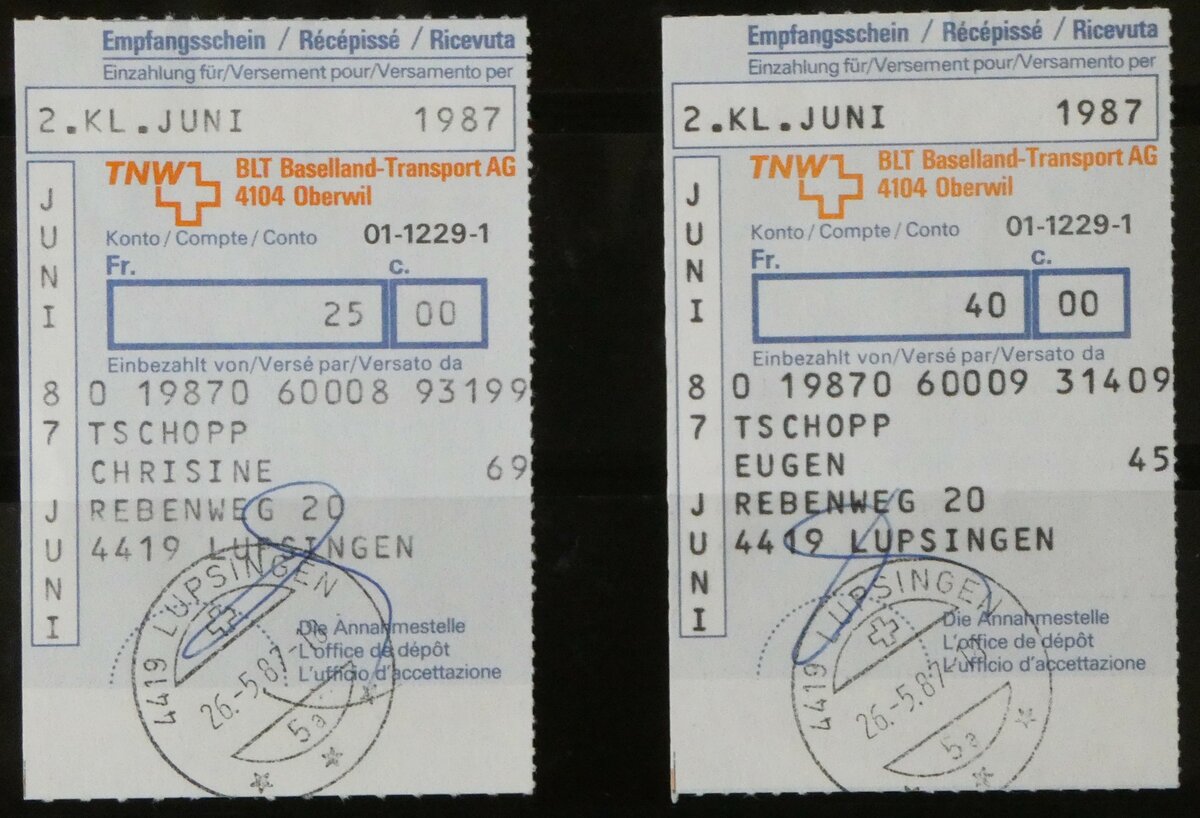 Empfangsschein / Récépissé / Ricevuta
Einzahlung für/Versement pour/Versamento per
2.KL.JUNI 1987
TNW BLT Baselland-Transport AG
4104 Oberwil
Konto/Compte/Conto 01-1229-1
Fr. c.
25 00
Einbezahlt von/Versé par/Versato da
0 19870 60008 93199
TSCHOPP
CHRISINE 69
REBENWEG 20
4419 LUPSINGEN
JUNI 87 JUNI
Die Annahmestelle
L'office de dépôt
L'ufficio d'accettazione
4419 LUPSINGEN
26.-5.87
5a
Empfangsschein / Récépissé / Ricevuta
Einzahlung für/Versement pour/Versamento per
2.KL.JUNI 1987
TNW BLT Baselland-Transport AG
4104 Oberwil
Konto/Compte/Conto 01-1229-1
Fr. c.
40 00
Einbezahlt von/Versé par/Versato da
0 19870 60009 31409
TSCHOPP
EUGEN 45
REBENWEG 20
4419 LUPSINGEN
JUNI 87 JUNI
Die Annahmestelle
L'office de dépôt
L'ufficio d'accettazione
4419 LUPSINGEN
26.-5.87
5a